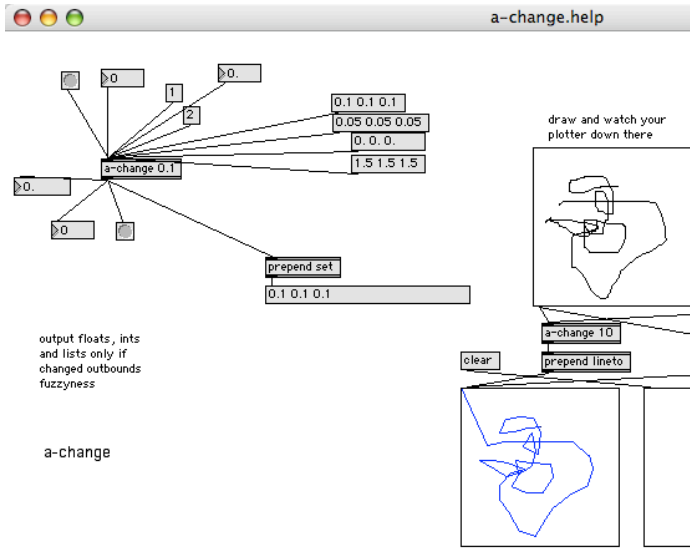 a-change.help
0
0.
1
2
0.1 0.1 0.1
0.05 0.05 0.05
0. 0. 0.
1.5 1.5 1.5
a-change 0.1
0.
0
prepend set
0.1 0.1 0.1
output floats, ints
and lists only if
changed outbounds
fuzzyness
a-change
draw and watch your
plotter down there
a-change 10
clear
prepend lineto